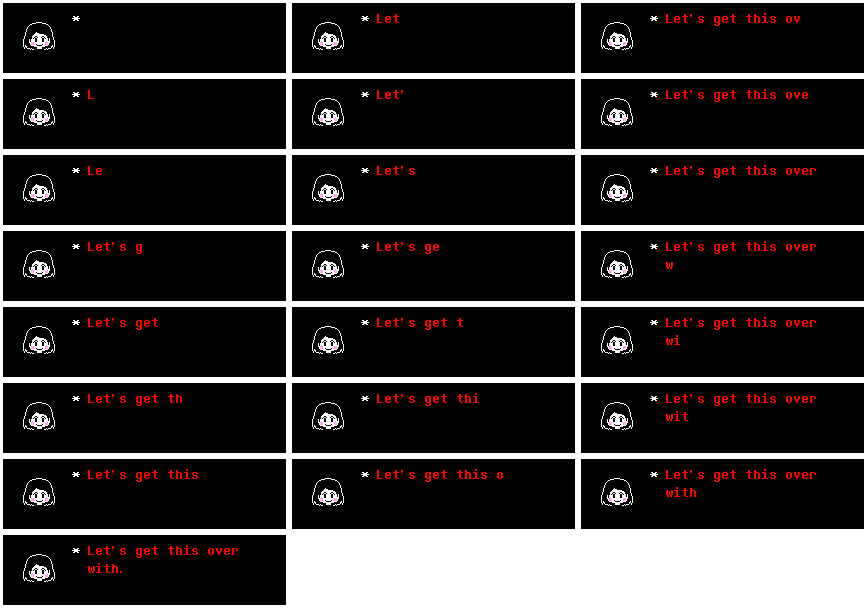 *
* Let
* Let's get this ov
* L
* Let'
* Let's get this ove
* Le
* Let's
* Let's get this over
* Let's g
* Let's ge
* Let's get this over
w
* Let's get
* Let's get t
* Let's get this over
wi
* Let's get th
* Let's get thi
* Let's get this over
wit
* Let's get this
* Let's get this o
* Let's get this over
with
* Let's get this over
with.